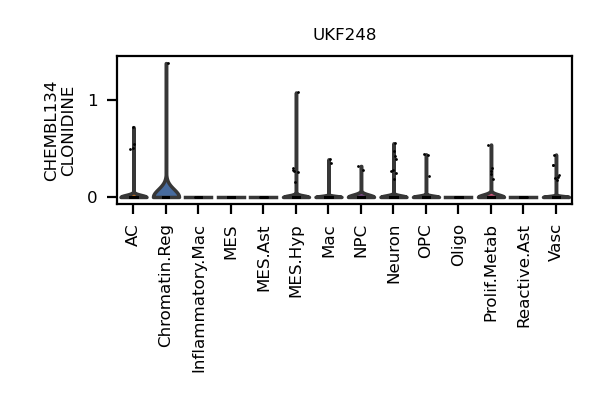 UKF248
CHEMBL134
CLONIDINE
1
0
AC
Chromatin.Reg
Inflammatory.Mac
MES
MES.Ast
MES.Hyp
Mac
NPC
Neuron
OPC
Oligo
Prolif.Metab
Reactive.Ast
Vasc